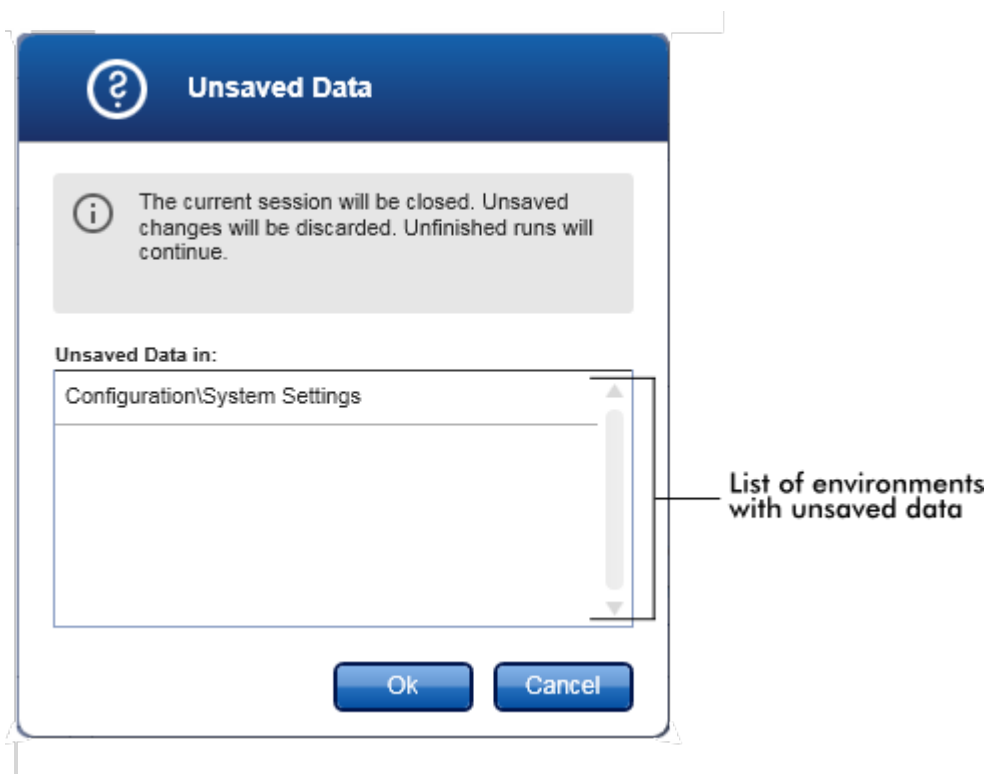 Unsaved Data
The current session will be closed. Unsaved
changes will be discarded. Unfinished runs will
continue.
Unsaved Data in:
Configuration\System Settings
List of environments
with unsaved data
Ok
Cancel